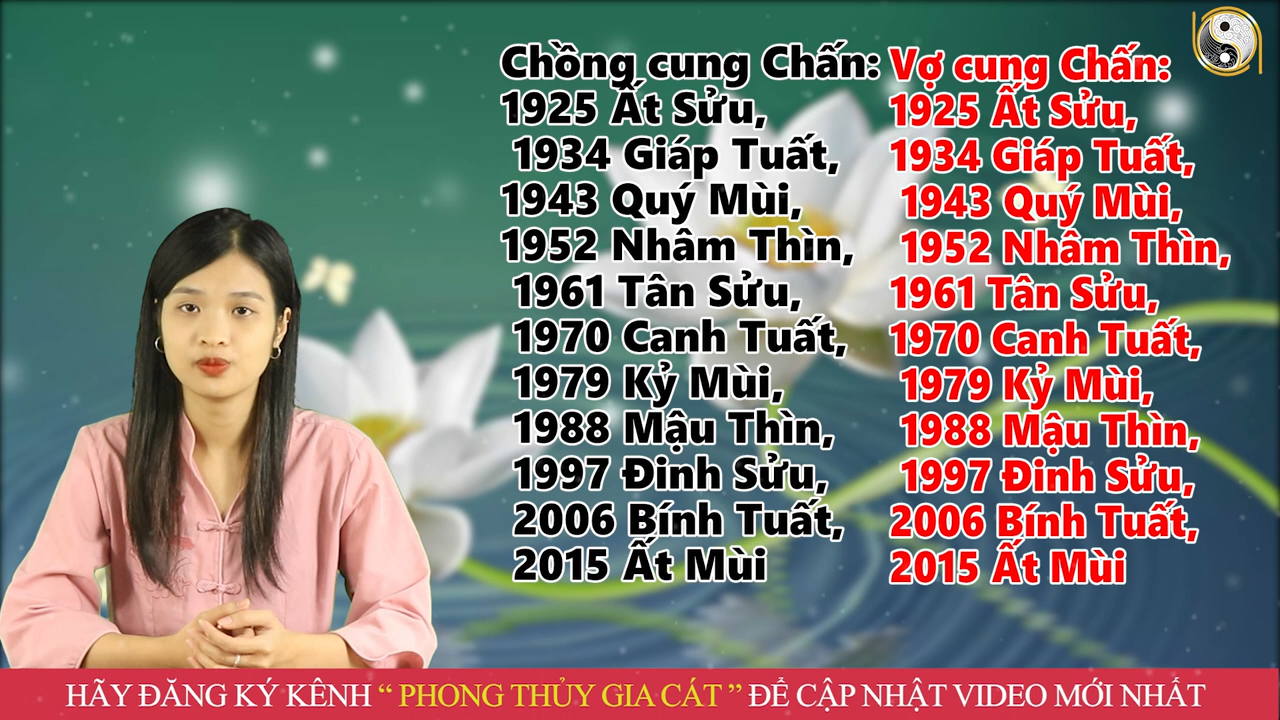 Chồng cung Chấn:
1925 Ất Sửu,
1934 Giáp Tuất,
1943 Quý Mùi,
1952 Nhâm Thìn,
1961 Tân Sửu,
1970 Canh Tuất,
1979 Kỷ Mùi,
1988 Mậu Thìn,
1997 Đinh Sửu,
2006 Bính Tuất,
2015 Ất Mùi
Vợ cung Chấn:
1925 Ất Sửu,
1934 Giáp Tuất,
1943 Quý Mùi,
1952 Nhâm Thìn,
1961 Tân Sửu,
1970 Canh Tuất,
1979 Kỷ Mùi,
1988 Mậu Thìn,
1997 Đinh Sửu,
2006 Bính Tuất,
2015 Ất Mùi
HÃY ĐĂNG KÝ KÊNH “ PHONG THỦY GIA CÁT ” ĐỂ CẬP NHẬT VIDEO MỚI NHẤT